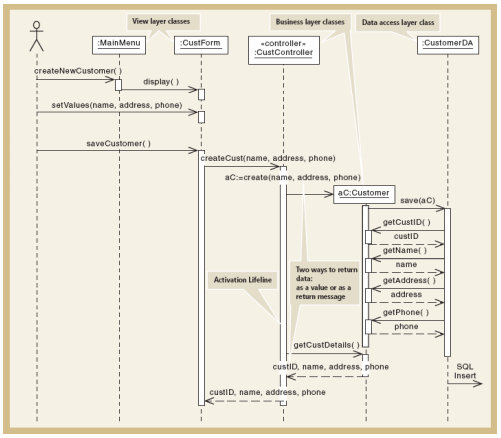 View layer classes
Business layer classes
Data access layer class
:MainMenu
:CustForm
«controller»
:CustController
:CustomerDA
createNewCustomer( )
display( )
setValues(name, address, phone)
saveCustomer( )
createCust(name, address, phone)
aC:=create(name, address, phone)
aC:Customer
save(aC)
getCustID( )
custID
getName( )
name
getAddress( )
address
getPhone( )
phone
Activation Lifeline
Two ways to return
data:
as a value or as a
return message
getCustDetails( )
custID, name, address, phone
SQL
Insert
custID, name, address, phone